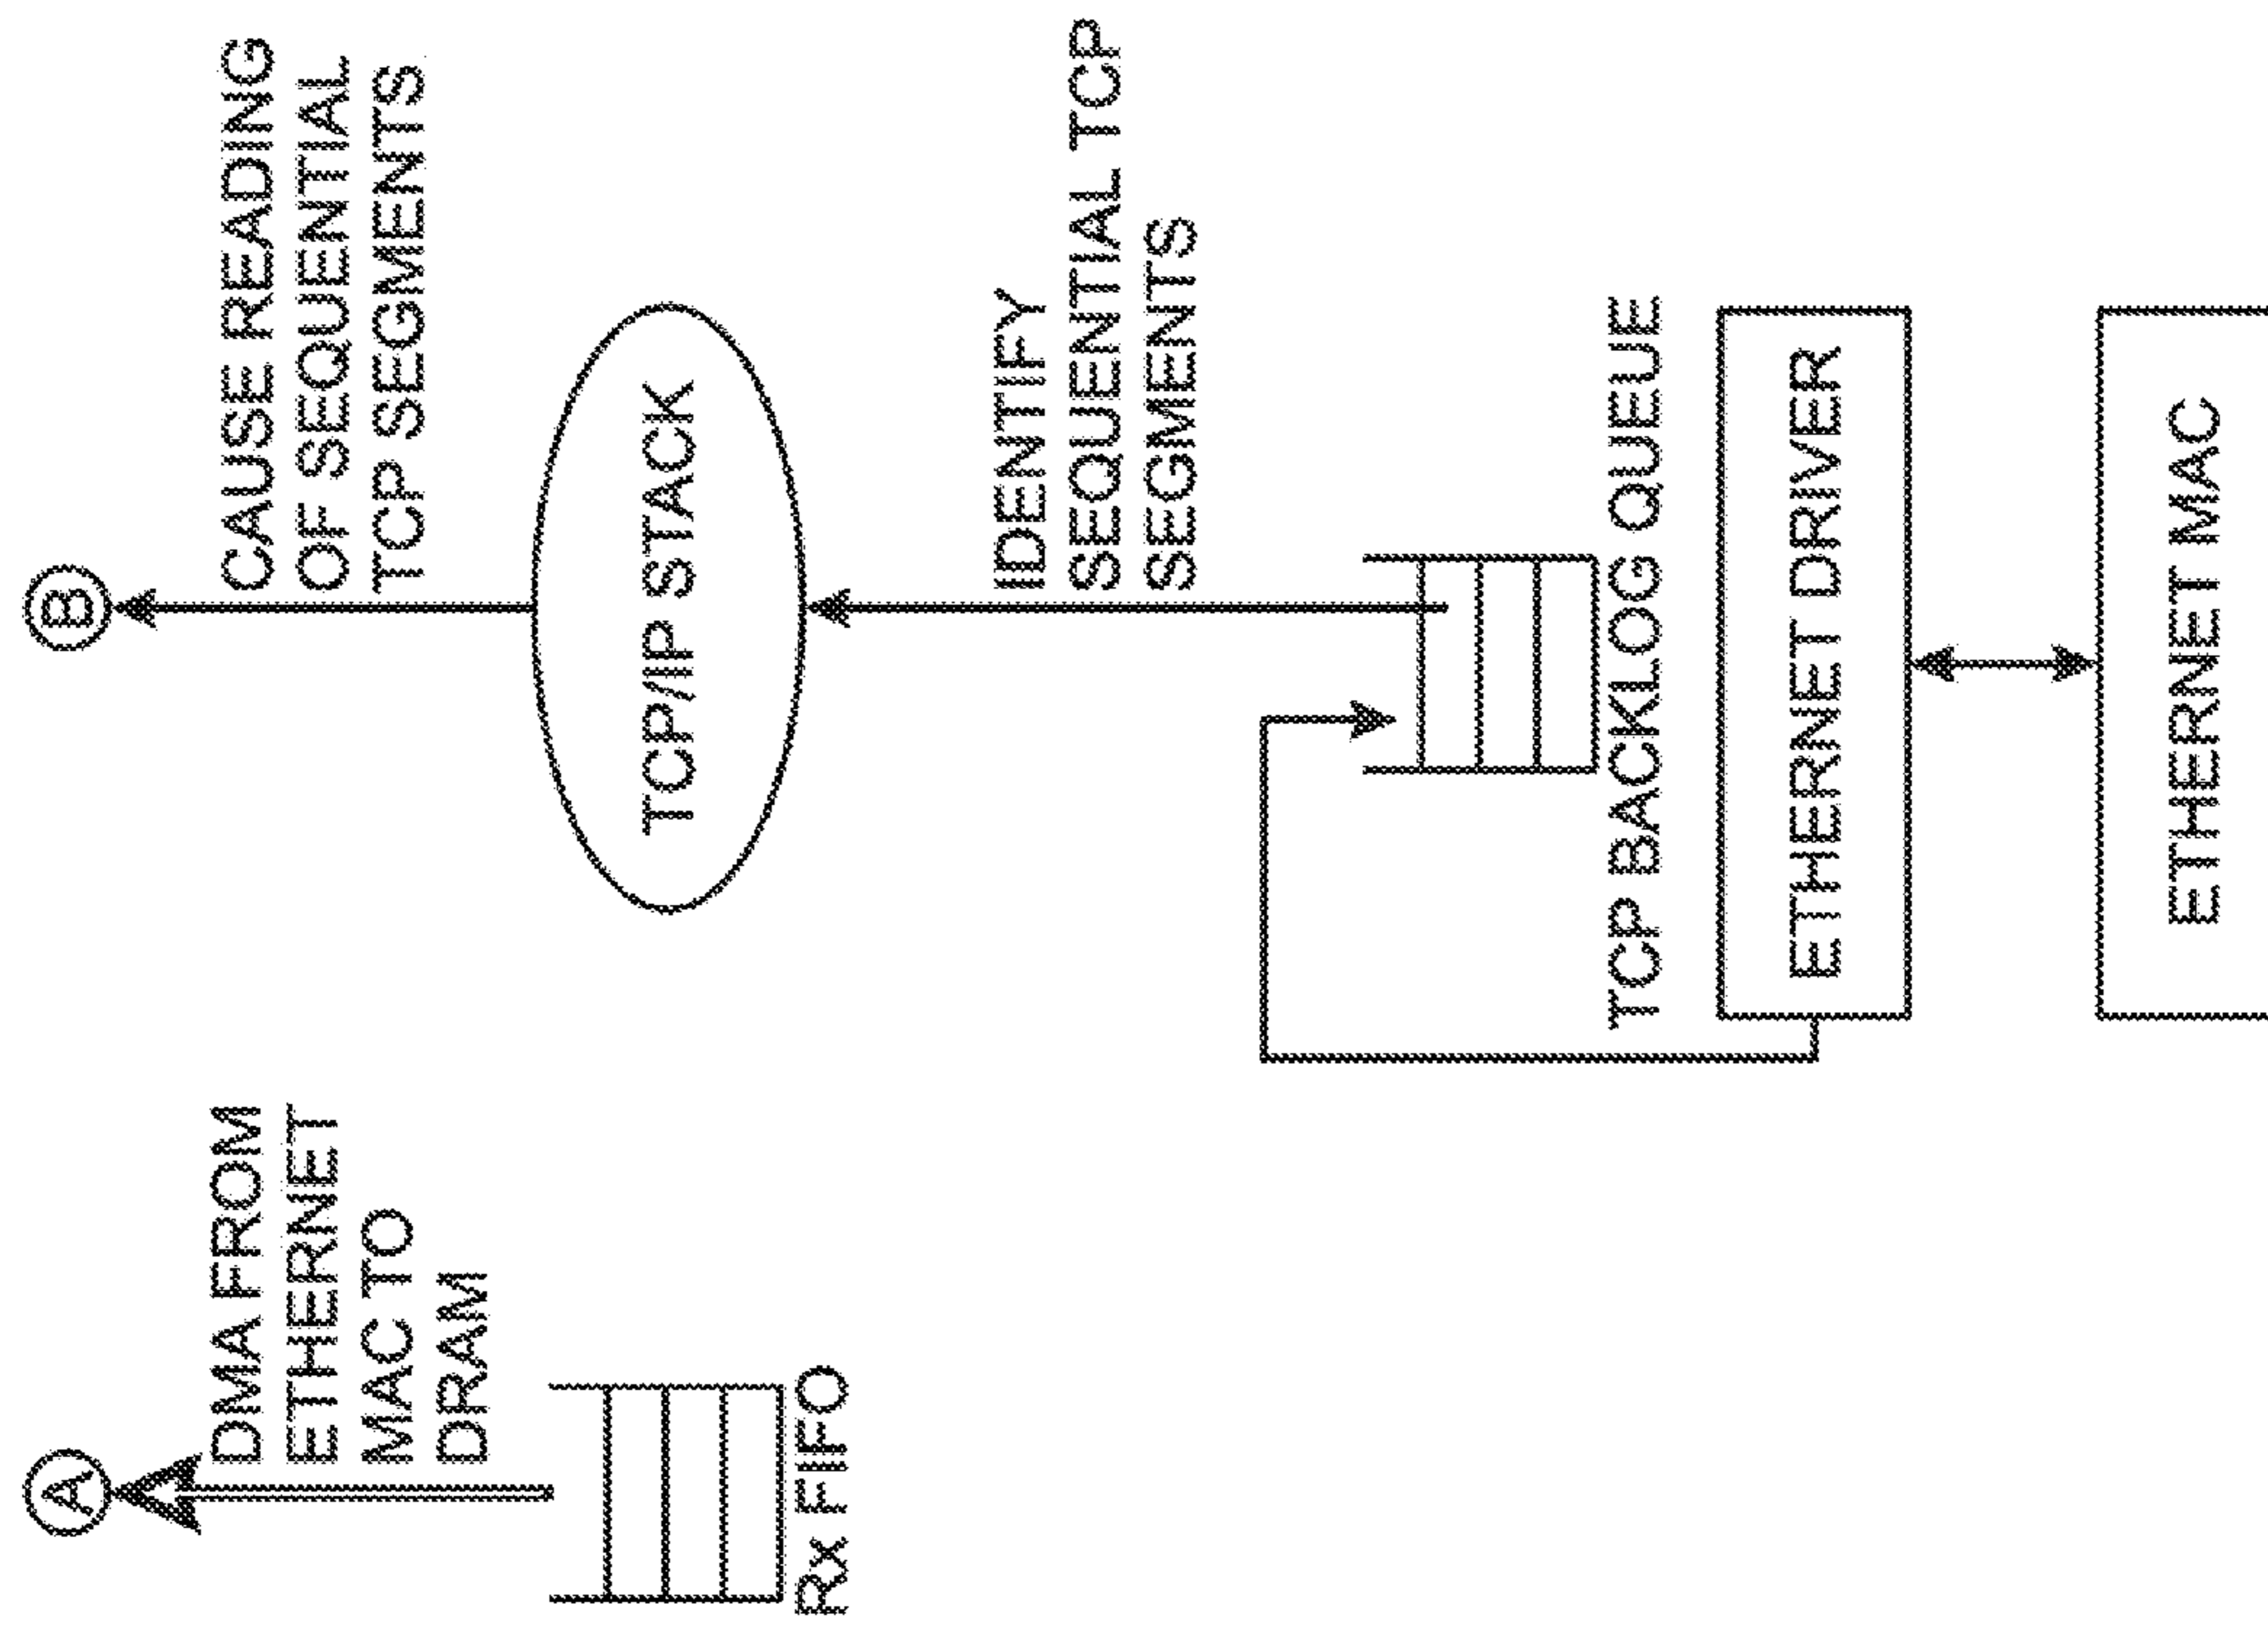 A
DMA FROM
ETHERNET
MAC TO
DRAM
Rx FIFO
B
CAUSE READING
OF SEQUENTIAL
TCP SEGMENTS
TCP/IP STACK
IDENTIFY
SEQUENTIAL TCP
SEGMENTS
TCP BACKLOG QUEUE
ETHERNET DRIVER
ETHERNET MAC